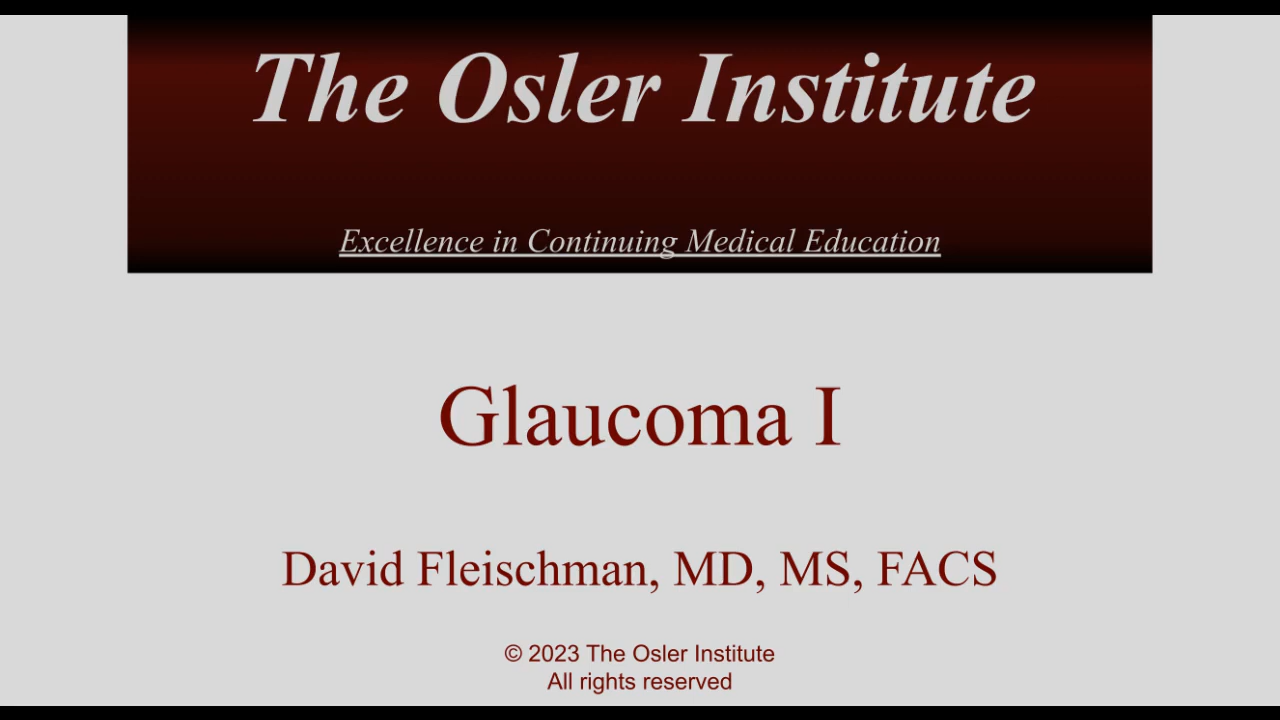 The Osler Institute
Excellence in Continuing Medical Education
Glaucoma I
David Fleischman, MD, MS, FACS
© 2023 The Osler Institute
All rights reserved